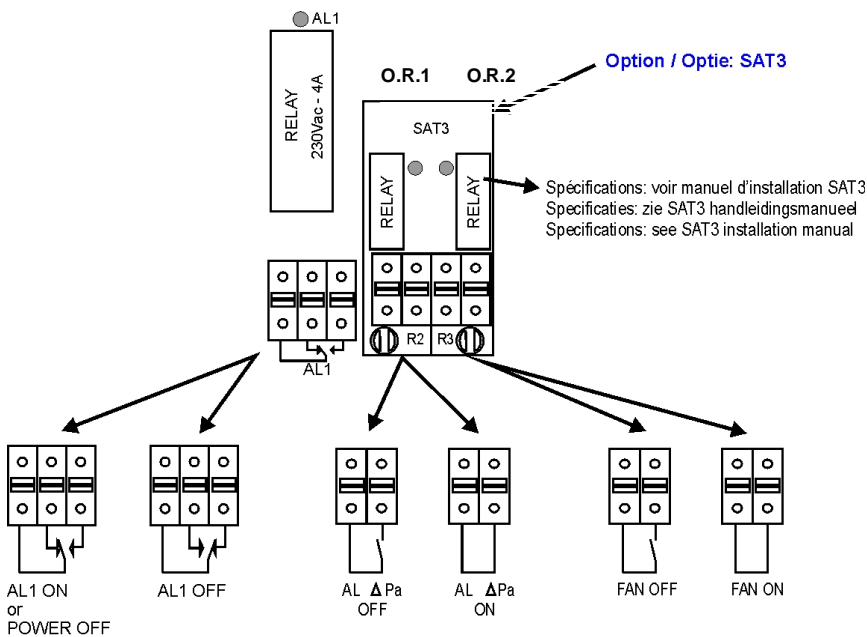 AL1
RELAY
230Vac - 4A
O.R.1 O.R.2
Option / Optie: SAT3
SAT3
RELAY
RELAY
Spécifications: voir manuel d'installation SAT3
Specificaties: zie SAT3 handleidingsmanueel
Specifications: see SAT3 installation manual
R2 R3
AL1
AL1 ON
or
POWER OFF
AL1 OFF
AL Δ Pa
OFF
AL ΔPa
ON
FAN OFF
FAN ON